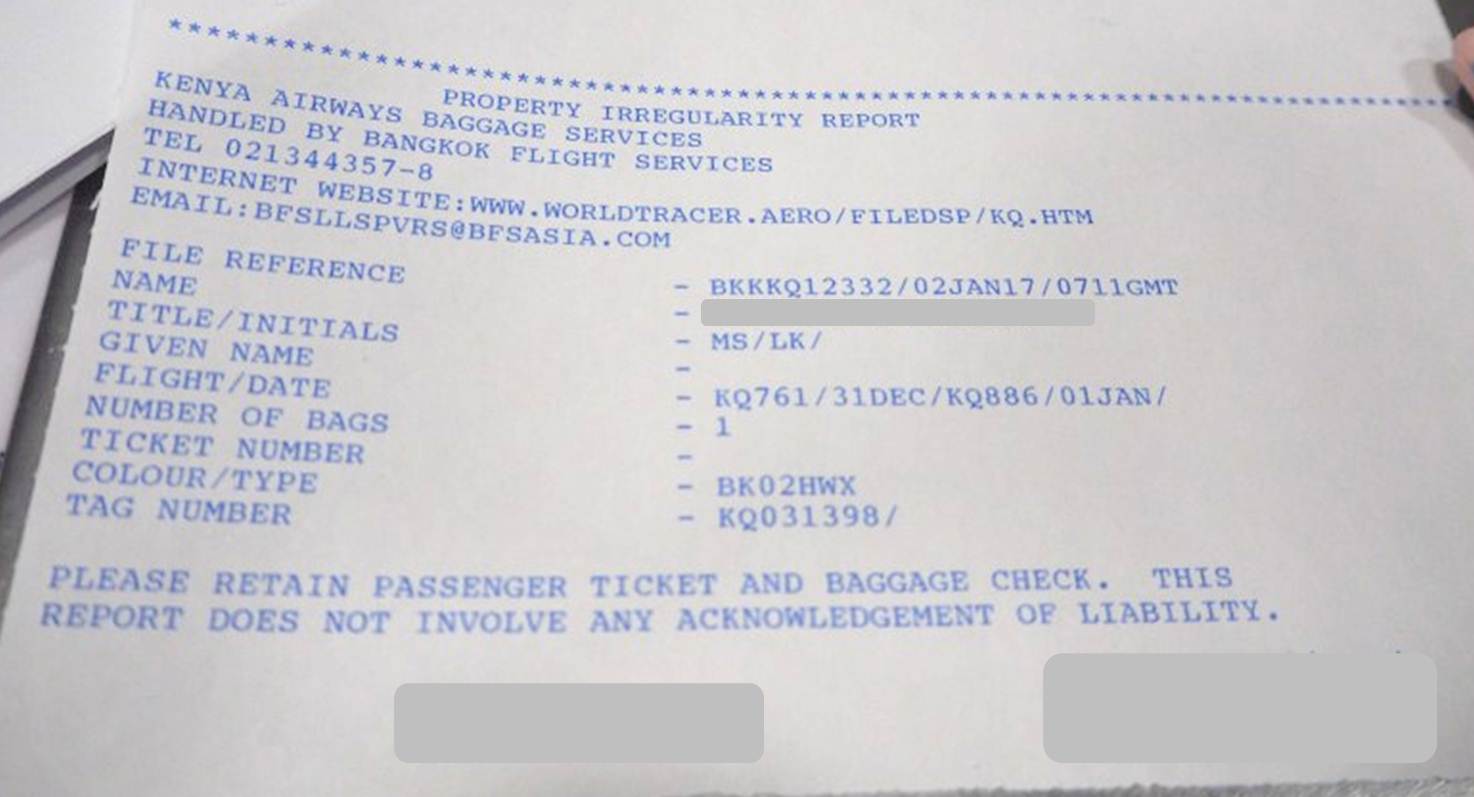 ************************************************************
PROPERTY IRREGULARITY REPORT
KENYA AIRWAYS BAGGAGE SERVICES
HANDLED BY BANGKOK FLIGHT SERVICES
TEL 021344357-8
INTERNET WEBSITE:WWW.WORLDTRACER.AERO/FILEDSP/KQ.HTM
EMAIL:BFSLLSPVRS@BFSASIA.COM
FILE REFERENCE - BKKKQ12332/02JAN17/0711GMT
NAME -
TITLE/INITIALS - MS/LK/
GIVEN NAME -
FLIGHT/DATE - KQ761/31DEC/KQ886/01JAN/
NUMBER OF BAGS - 1
TICKET NUMBER -
COLOUR/TYPE - BK02HWX
TAG NUMBER - KQ031398/
PLEASE RETAIN PASSENGER TICKET AND BAGGAGE CHECK. THIS
REPORT DOES NOT INVOLVE ANY ACKNOWLEDGEMENT OF LIABILITY.